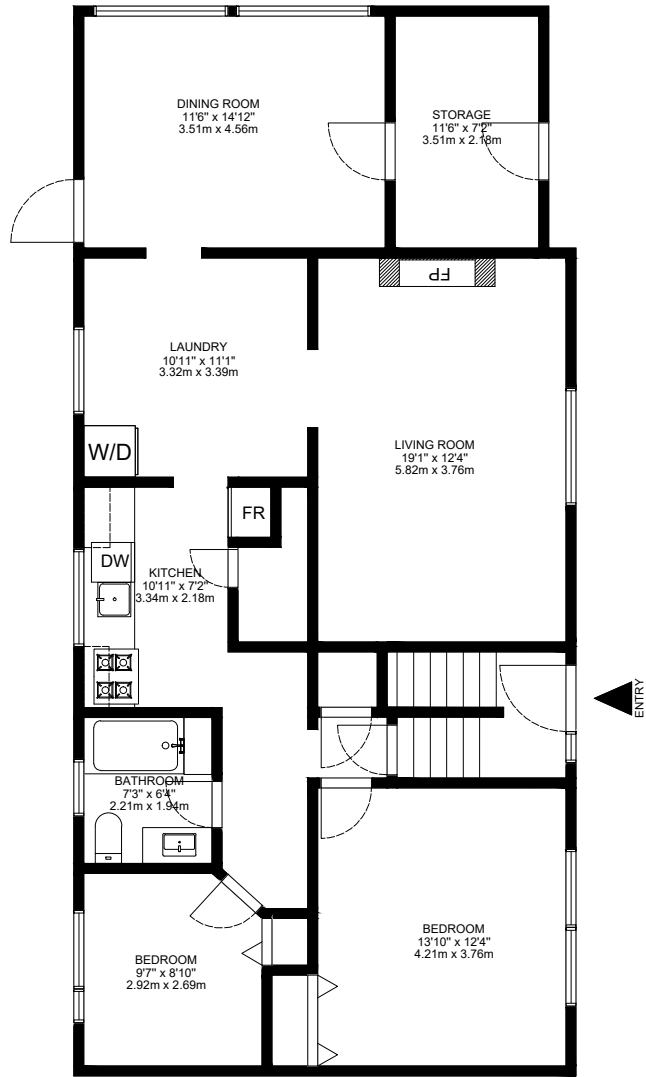 DINING ROOM
11'6" x 14'12"
3.51m x 4.56m
STORAGE
11'6" x 7'2"
3.51m x 2.18m
FP
LAUNDRY
10'11" x 11'1"
3.32m x 3.39m
W/D
LIVING ROOM
19'1" x 12'4"
5.82m x 3.76m
FR
DW
KITCHEN
10'11" x 7'2"
3.34m x 2.18m
ENTRY
BATHROOM
7'3" x 6'4"
2.21m x 1.94m
BEDROOM
13'10" x 12'4"
4.21m x 3.76m
BEDROOM
9'7" x 8'10"
2.92m x 2.69m